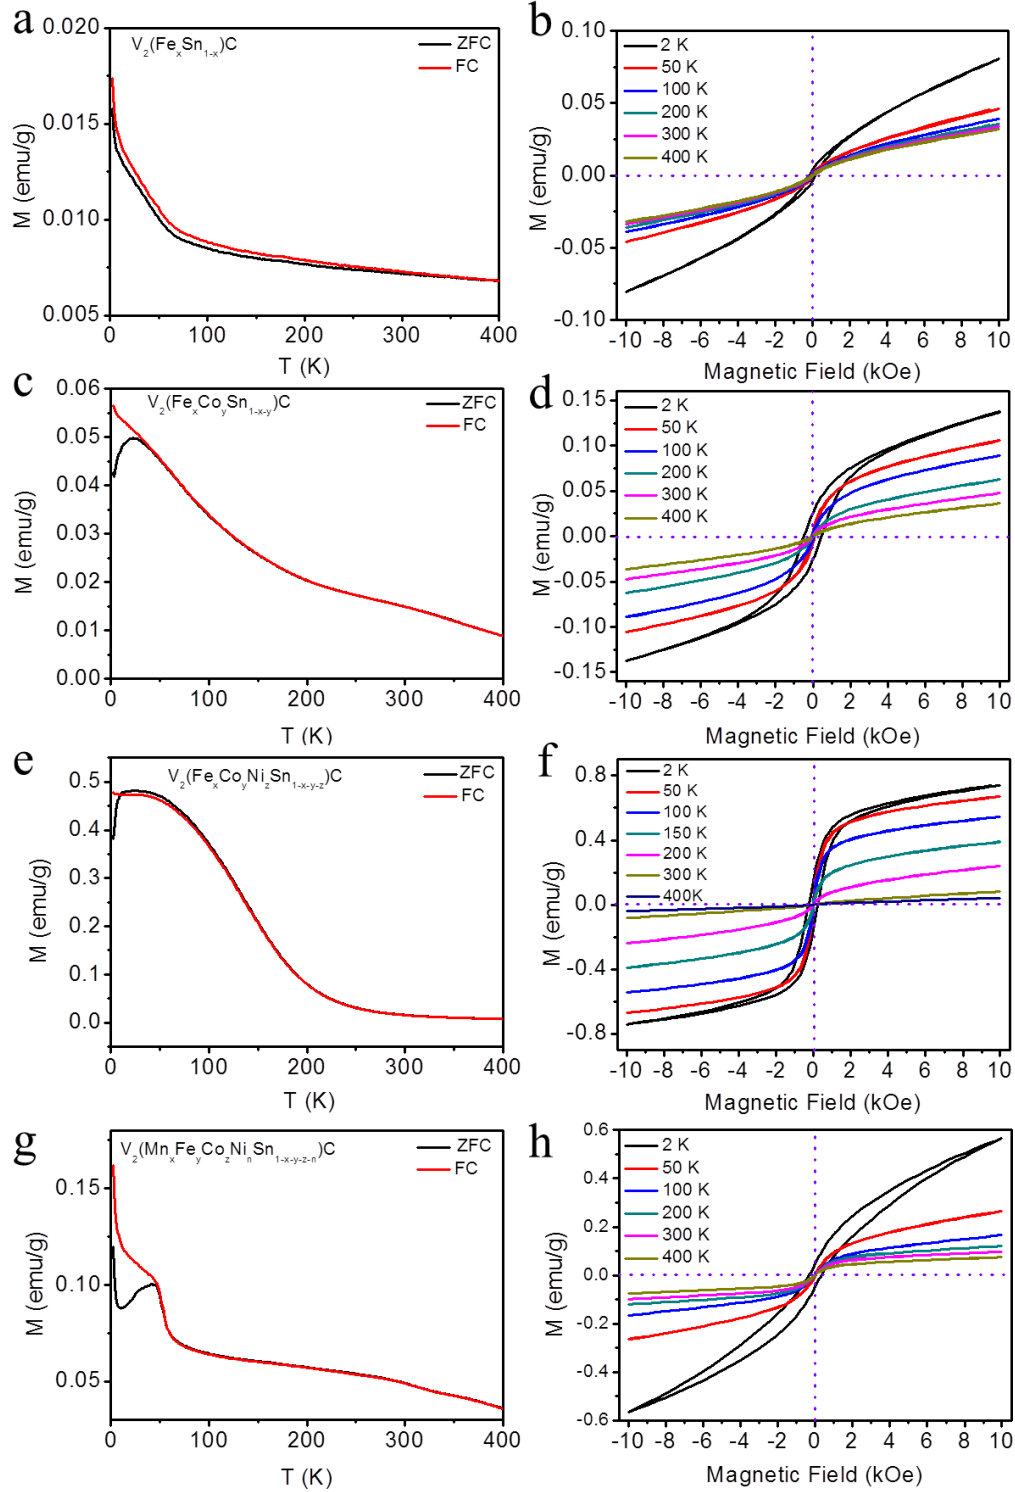 a
V2(FexSn1-x)C
ZFC
FC
0.020
0.015
0.010
0.005
M (emu/g)
0 100 200 300 400
T (K)
b
2 K
50 K
100 K
200 K
300 K
400 K
0.10
0.05
0.00
-0.05
-0.10
M (emu/g)
-10 -8 -6 -4 -2 0 2 4 6 8 10
Magnetic Field (kOe)
c
V2(FexCoySn1-x-y)C
ZFC
FC
0.06
0.05
0.04
0.03
0.02
0.01
0.00
M (emu/g)
0 100 200 300 400
T (K)
d
2 K
50 K
100 K
200 K
300 K
400 K
0.15
0.10
0.05
0.00
-0.05
-0.10
-0.15
M (emu/g)
-10 -8 -6 -4 -2 0 2 4 6 8 10
Magnetic Field (kOe)
e
V2(FexCoyNizSn1-x-y-z)C
ZFC
FC
0.5
0.4
0.3
0.2
0.1
0.0
M (emu/g)
0 100 200 300 400
T (K)
f
2 K
50 K
100 K
150 K
200 K
300 K
400K
0.8
0.4
0.0
-0.4
-0.8
M (emu/g)
-10 -8 -6 -4 -2 0 2 4 6 8 10
Magnetic Field (kOe)
g
V2(MnxFeyCozNinSn1-x-y-z-n)C
ZFC
FC
0.15
0.10
0.05
M (emu/g)
0 100 200 300 400
T (K)
h
2 K
50 K
100 K
200 K
300 K
400 K
0.6
0.4
0.2
0.0
-0.2
-0.4
-0.6
M (emu/g)
-10 -8 -6 -4 -2 0 2 4 6 8 10
Magnetic Field (kOe)